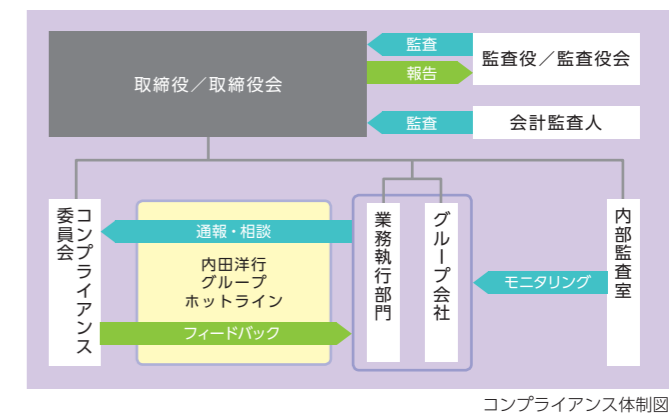 取締役／取締役会
監査
報告
監査役／監査役会
監査
会計監査人
コンプライアンス
委員会
通報・相談
内田洋行
グループ
ホットライン
フィードバック
業務執行部門
グループ会社
モニタリング
内部監査室
コンプライアンス体制図